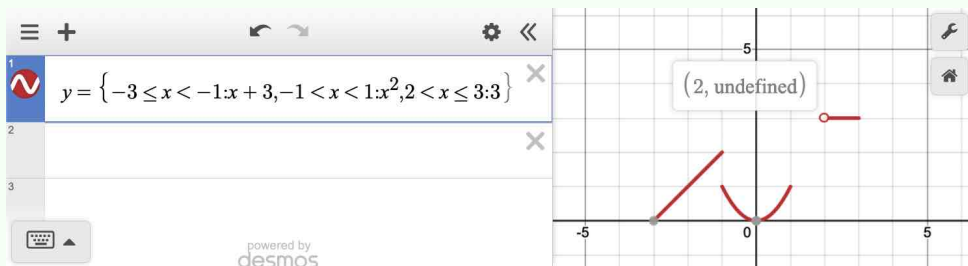 1
y = {−3 ≤ x < −1: x + 3, −1 < x < 1: x², 2 < x ≤ 3: 3}
2
3
powered by
desmos
5
(2, undefined)
-5
0
5